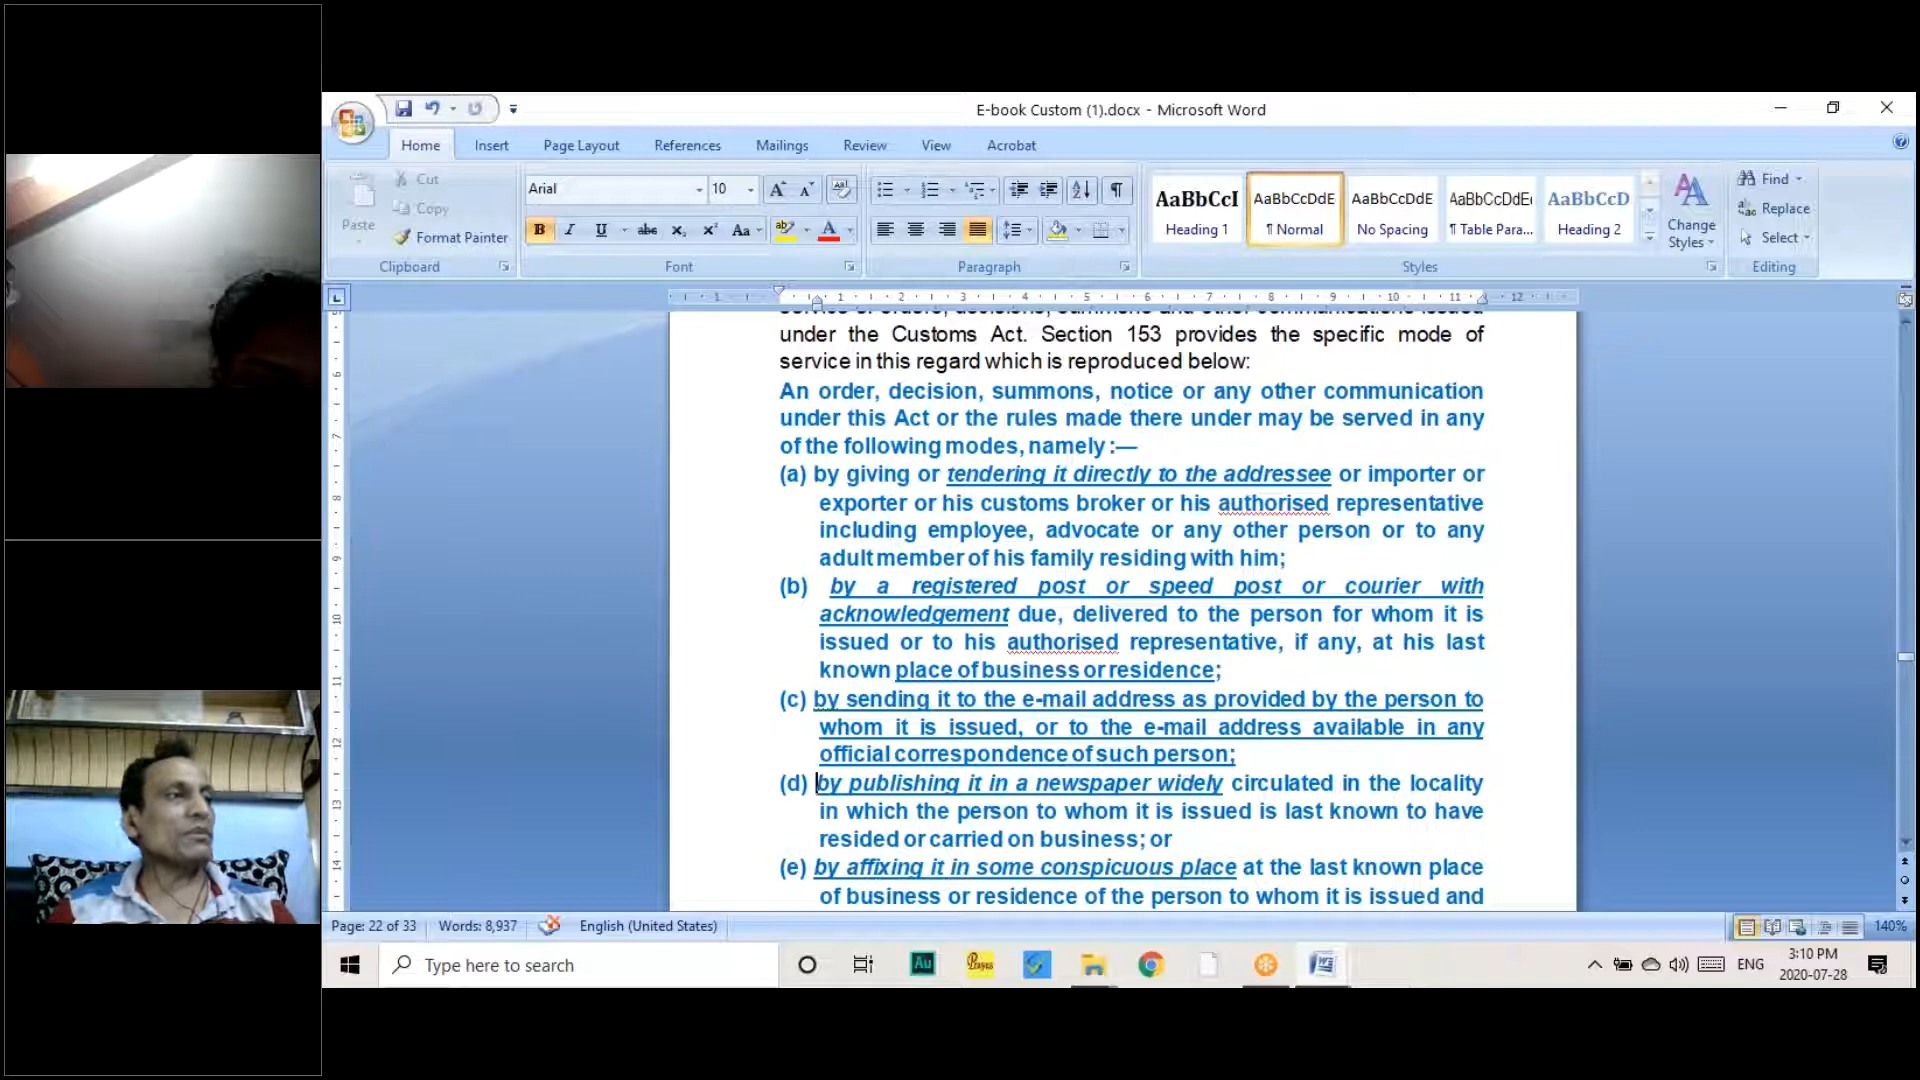 E-book Custom (1).docx - Microsoft Word
Home Insert Page Layout References Mailings Review View Acrobat
Paste
Cut
Copy
Format Painter
Clipboard
Arial 10
Font
Paragraph
AaBbCcI AaBbCcDdE AaBbCcDdE AaBbCcDdEi AaBbCcD
Heading 1 ¶ Normal No Spacing ¶ Table Para... Heading 2
Change Styles
Styles
Find
Replace
Select
Editing
under the Customs Act. Section 153 provides the specific mode of
service in this regard which is reproduced below:
An order, decision, summons, notice or any other communication
under this Act or the rules made there under may be served in any
of the following modes, namely :—
(a) by giving or tendering it directly to the addressee or importer or
exporter or his customs broker or his authorised representative
including employee, advocate or any other person or to any
adult member of his family residing with him;
(b) by a registered post or speed post or courier with
acknowledgement due, delivered to the person for whom it is
issued or to his authorised representative, if any, at his last
known place of business or residence;
(c) by sending it to the e-mail address as provided by the person to
whom it is issued, or to the e-mail address available in any
official correspondence of such person;
(d) by publishing it in a newspaper widely circulated in the locality
in which the person to whom it is issued is last known to have
resided or carried on business; or
(e) by affixing it in some conspicuous place at the last known place
of business or residence of the person to whom it is issued and
Page: 22 of 33 Words: 8,937 English (United States) 140%
Type here to search
Au
ENG
3:10 PM
2020-07-28